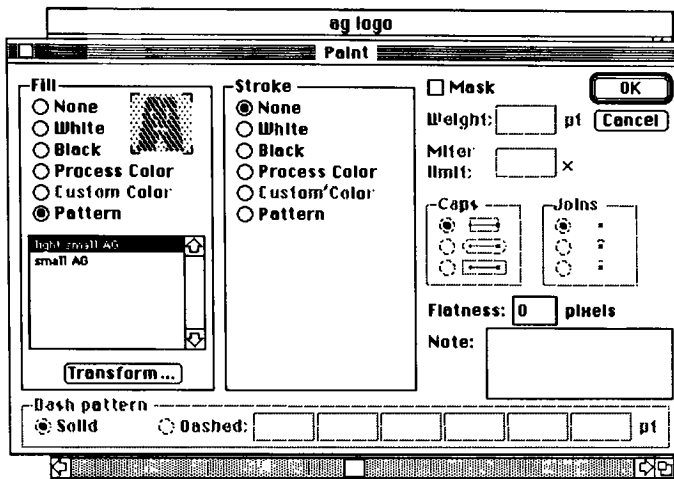 ag logo
Paint
Fill
None
White
Black
Process Color
Custom Color
Pattern
light small AG
small AG
Transform...
Stroke
None
White
Black
Process Color
Custom Color
Pattern
Mask
OK
Weight: pt
Cancel
Miter
limit: x
Caps
Joins
Flatness: 0 pixels
Note:
Dash pattern
Solid
Dashed: pt